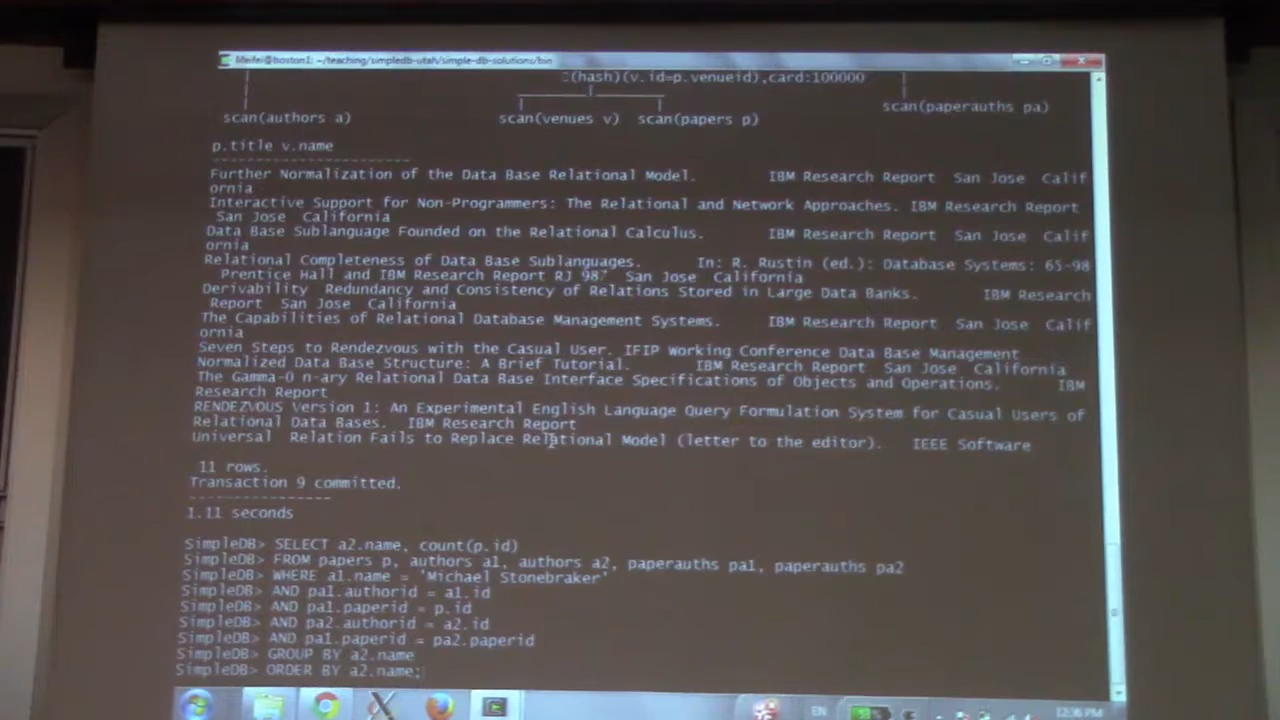 Meifei@boston1: ~/teaching/simpledb-utah/simple-db-solutions/bin
(hash)(v.id=p.venueid),card:100000
scan(authors a) scan(venues v) scan(papers p) scan(paperauths pa)
p.title v.name
Further Normalization of the Data Base Relational Model. IBM Research Report San Jose Calif
ornia
Interactive Support for Non-Programmers: The Relational and Network Approaches. IBM Research Report
San Jose California
Data Base Sublanguage Founded on the Relational Calculus. IBM Research Report San Jose Calif
ornia
Relational Completeness of Data Base Sublanguages. In: R. Rustin (ed.): Database Systems: 65-98
Prentice Hall and IBM Research Report RJ 987 San Jose California
Derivability Redundancy and Consistency of Relations Stored in Large Data Banks. IBM Research
Report San Jose California
The Capabilities of Relational Database Management Systems. IBM Research Report San Jose Calif
ornia
Seven Steps to Rendezvous with the Casual User. IFIP Working Conference Data Base Management
Normalized Data Base Structure: A Brief Tutorial. IBM Research Report San Jose California
The Gamma-0 n-ary Relational Data Base Interface Specifications of Objects and Operations. IBM
Research Report
RENDEZVOUS Version 1: An Experimental English Language Query Formulation System for Casual Users of
Relational Data Bases. IBM Research Report
Universal Relation Fails to Replace Relational Model (letter to the editor). IEEE Software
11 rows.
Transaction 9 committed.
----------------
1.11 seconds
SimpleDB> SELECT a2.name, count(p.id)
SimpleDB> FROM papers p, authors a1, authors a2, paperauths pa1, paperauths pa2
SimpleDB> WHERE a1.name = 'Michael Stonebraker'
SimpleDB> AND pa1.authorid = a1.id
SimpleDB> AND pa1.paperid = p.id
SimpleDB> AND pa2.authorid = a2.id
SimpleDB> AND pa1.paperid = pa2.paperid
SimpleDB> GROUP BY a2.name
SimpleDB> ORDER BY a2.name;
EN 12:36 PM